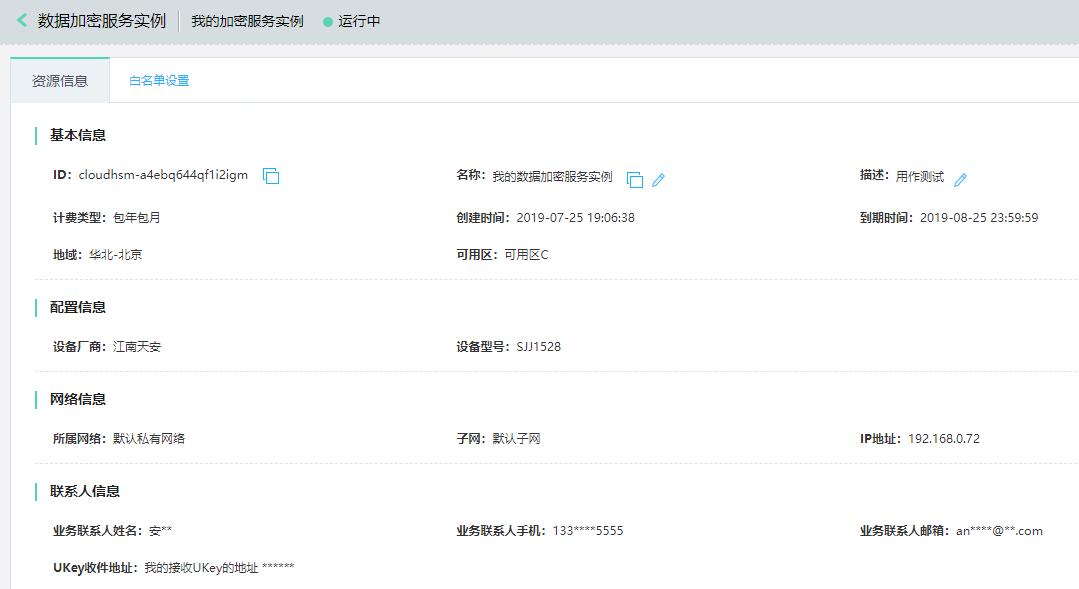 数据加密服务实例 我的加密服务实例 运行中
资源信息 白名单设置
基本信息
ID：cloudhsm-a4ebq644qf1i2igm 名称：我的数据加密服务实例 描述：用作测试
计费类型：包年包月 创建时间：2019-07-25 19:06:38 到期时间：2019-08-25 23:59:59
地域：华北-北京 可用区：可用区C
配置信息
设备厂商：江南天安 设备型号：SJJ1528
网络信息
所属网络：默认私有网络 子网：默认子网 IP地址：192.168.0.72
联系人信息
业务联系人姓名：安** 业务联系人手机：133****5555 业务联系人邮箱：an****@**.com
UKey收件地址：我的接收UKey的地址 ******